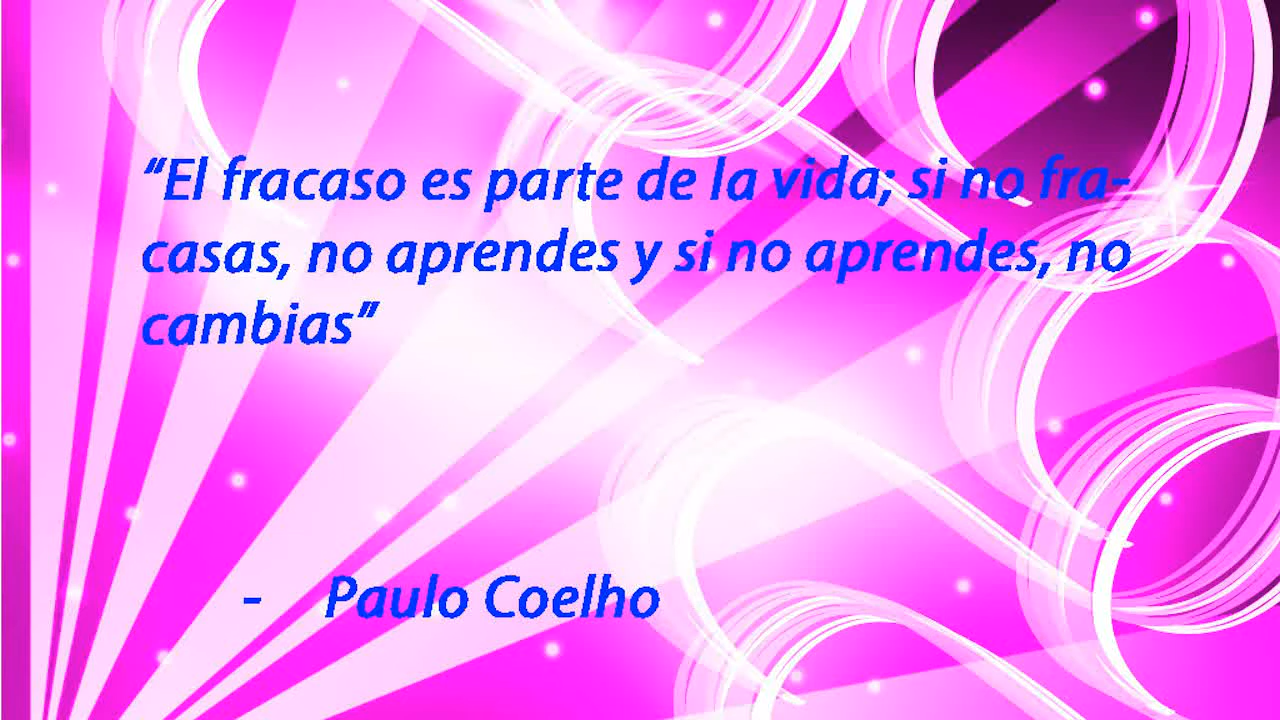 “El fracaso es parte de la vida; si no fra-
casas, no aprendes y si no aprendes, no
cambias”
- Paulo Coelho